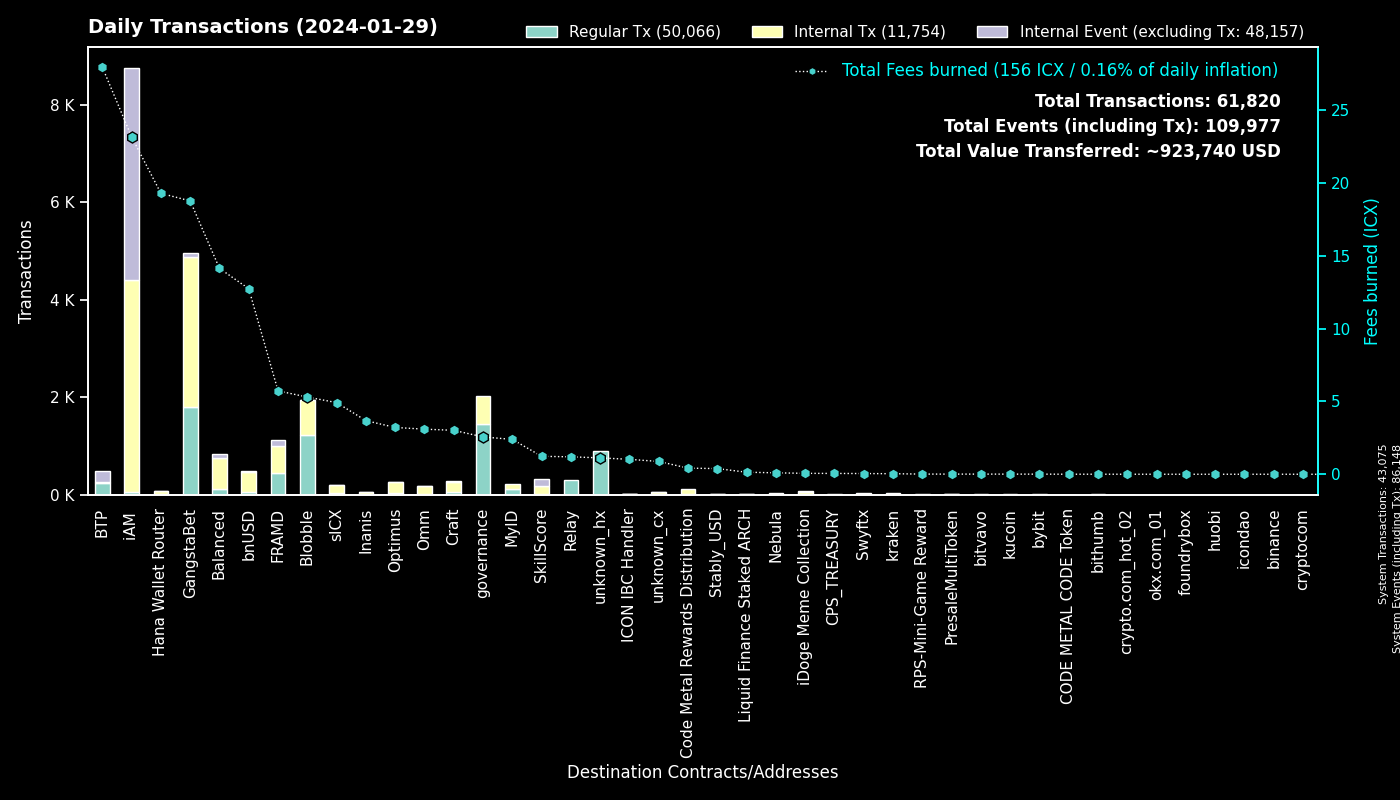 Daily Transactions (2024-01-29)
Regular Tx (50,066)
Internal Tx (11,754)
Internal Event (excluding Tx: 48,157)
Total Fees burned (156 ICX / 0.16% of daily inflation)
Total Transactions: 61,820
Total Events (including Tx): 109,977
Total Value Transferred: ~923,740 USD
Transactions
8 K
6 K
4 K
2 K
0 K
25
20
15
10
5
0
Fees burned (ICX)
BTP
iAM
Hana Wallet Router
GangstaBet
Balanced
bnUSD
FRAMD
Blobble
sICX
Inanis
Optimus
Omm
Craft
governance
MyID
SkillScore
Relay
unknown_hx
ICON IBC Handler
unknown_cx
Code Metal Rewards Distribution
Stably_USD
Liquid Finance Staked ARCH
Nebula
iDoge Meme Collection
CPS_TREASURY
Swyftx
kraken
RPS-Mini-Game Reward
PresaleMultiToken
bitvavo
kucoin
bybit
CODE METAL CODE Token
bithumb
crypto.com_hot_02
okx.com_01
foundrybox
huobi
icondao
binance
cryptocom
Destination Contracts/Addresses
System Transactions: 43,075
System Events (including Tx): 86,148